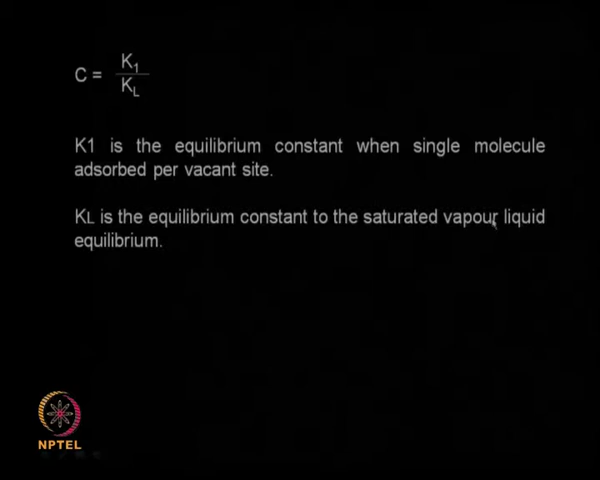 C = K₁ / K_L
K1 is the equilibrium constant when single molecule
adsorbed per vacant site.
KL is the equilibrium constant to the saturated vapour liquid
equilibrium.
NPTEL